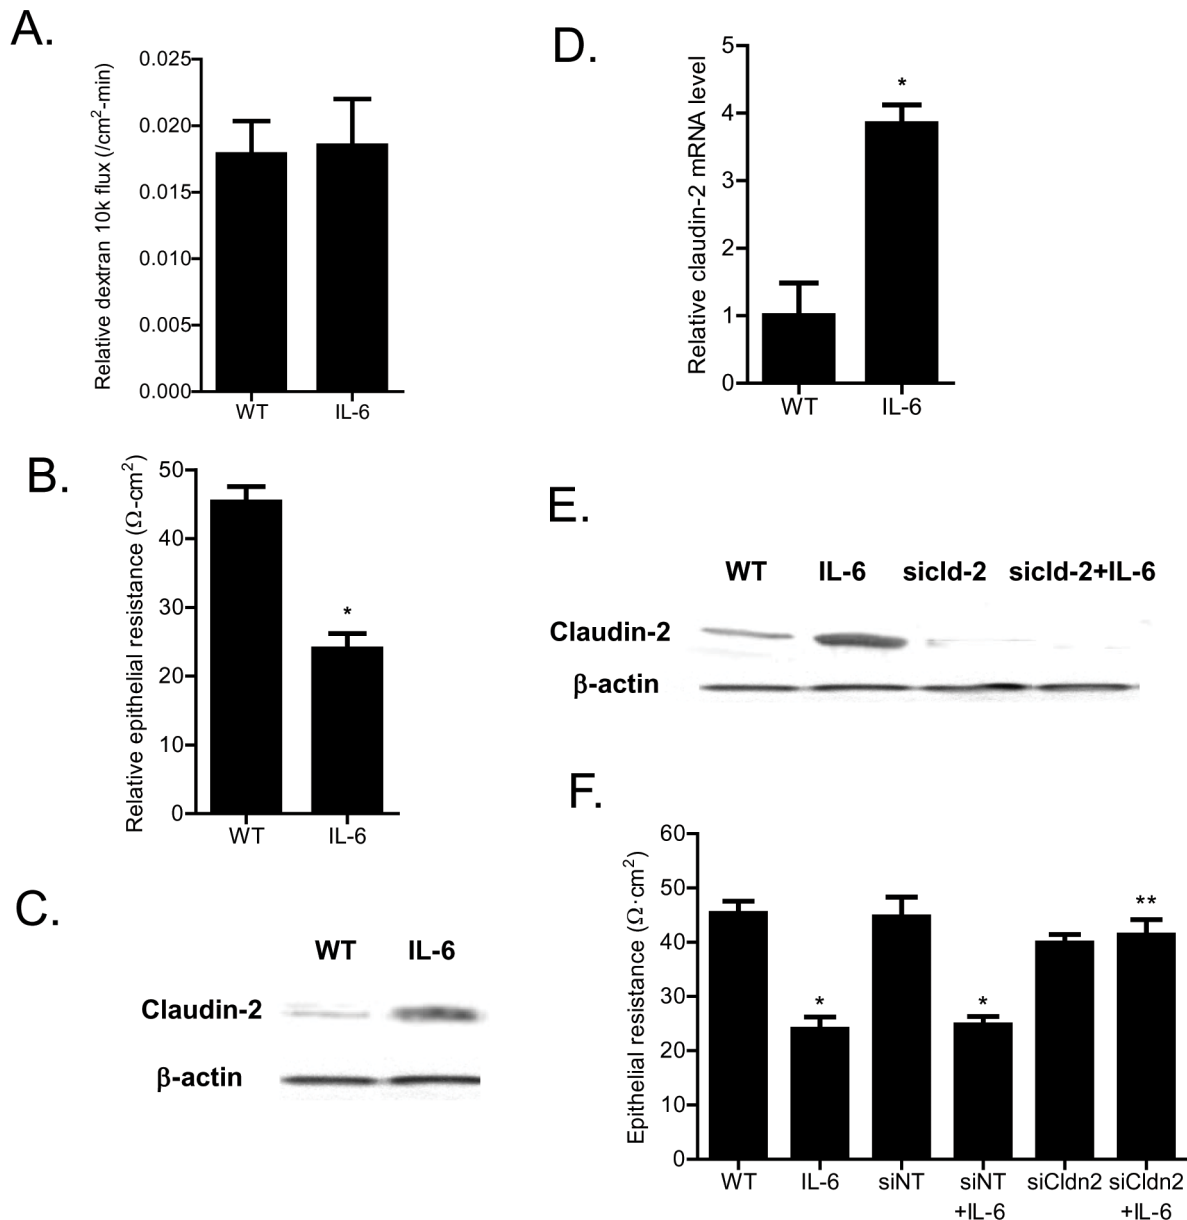 A.
Relative dextran 10k flux (/cm²-min)
0.025
0.020
0.015
0.010
0.005
0.000
WT IL-6
B.
Relative epithelial resistance (Ω-cm²)
50
40
30
20
10
0
*
WT IL-6
C.
WT IL-6
Claudin-2
β-actin
D.
Relative claudin-2 mRNA level
5
4
3
2
1
0
*
WT IL-6
E.
WT IL-6 sicld-2 sicld-2+IL-6
Claudin-2
β-actin
F.
Epithelial resistance (Ω·cm²)
60
50
40
30
20
10
0
* * **
WT IL-6 siNT siNT siCldn2 siCldn2
+IL-6 +IL-6